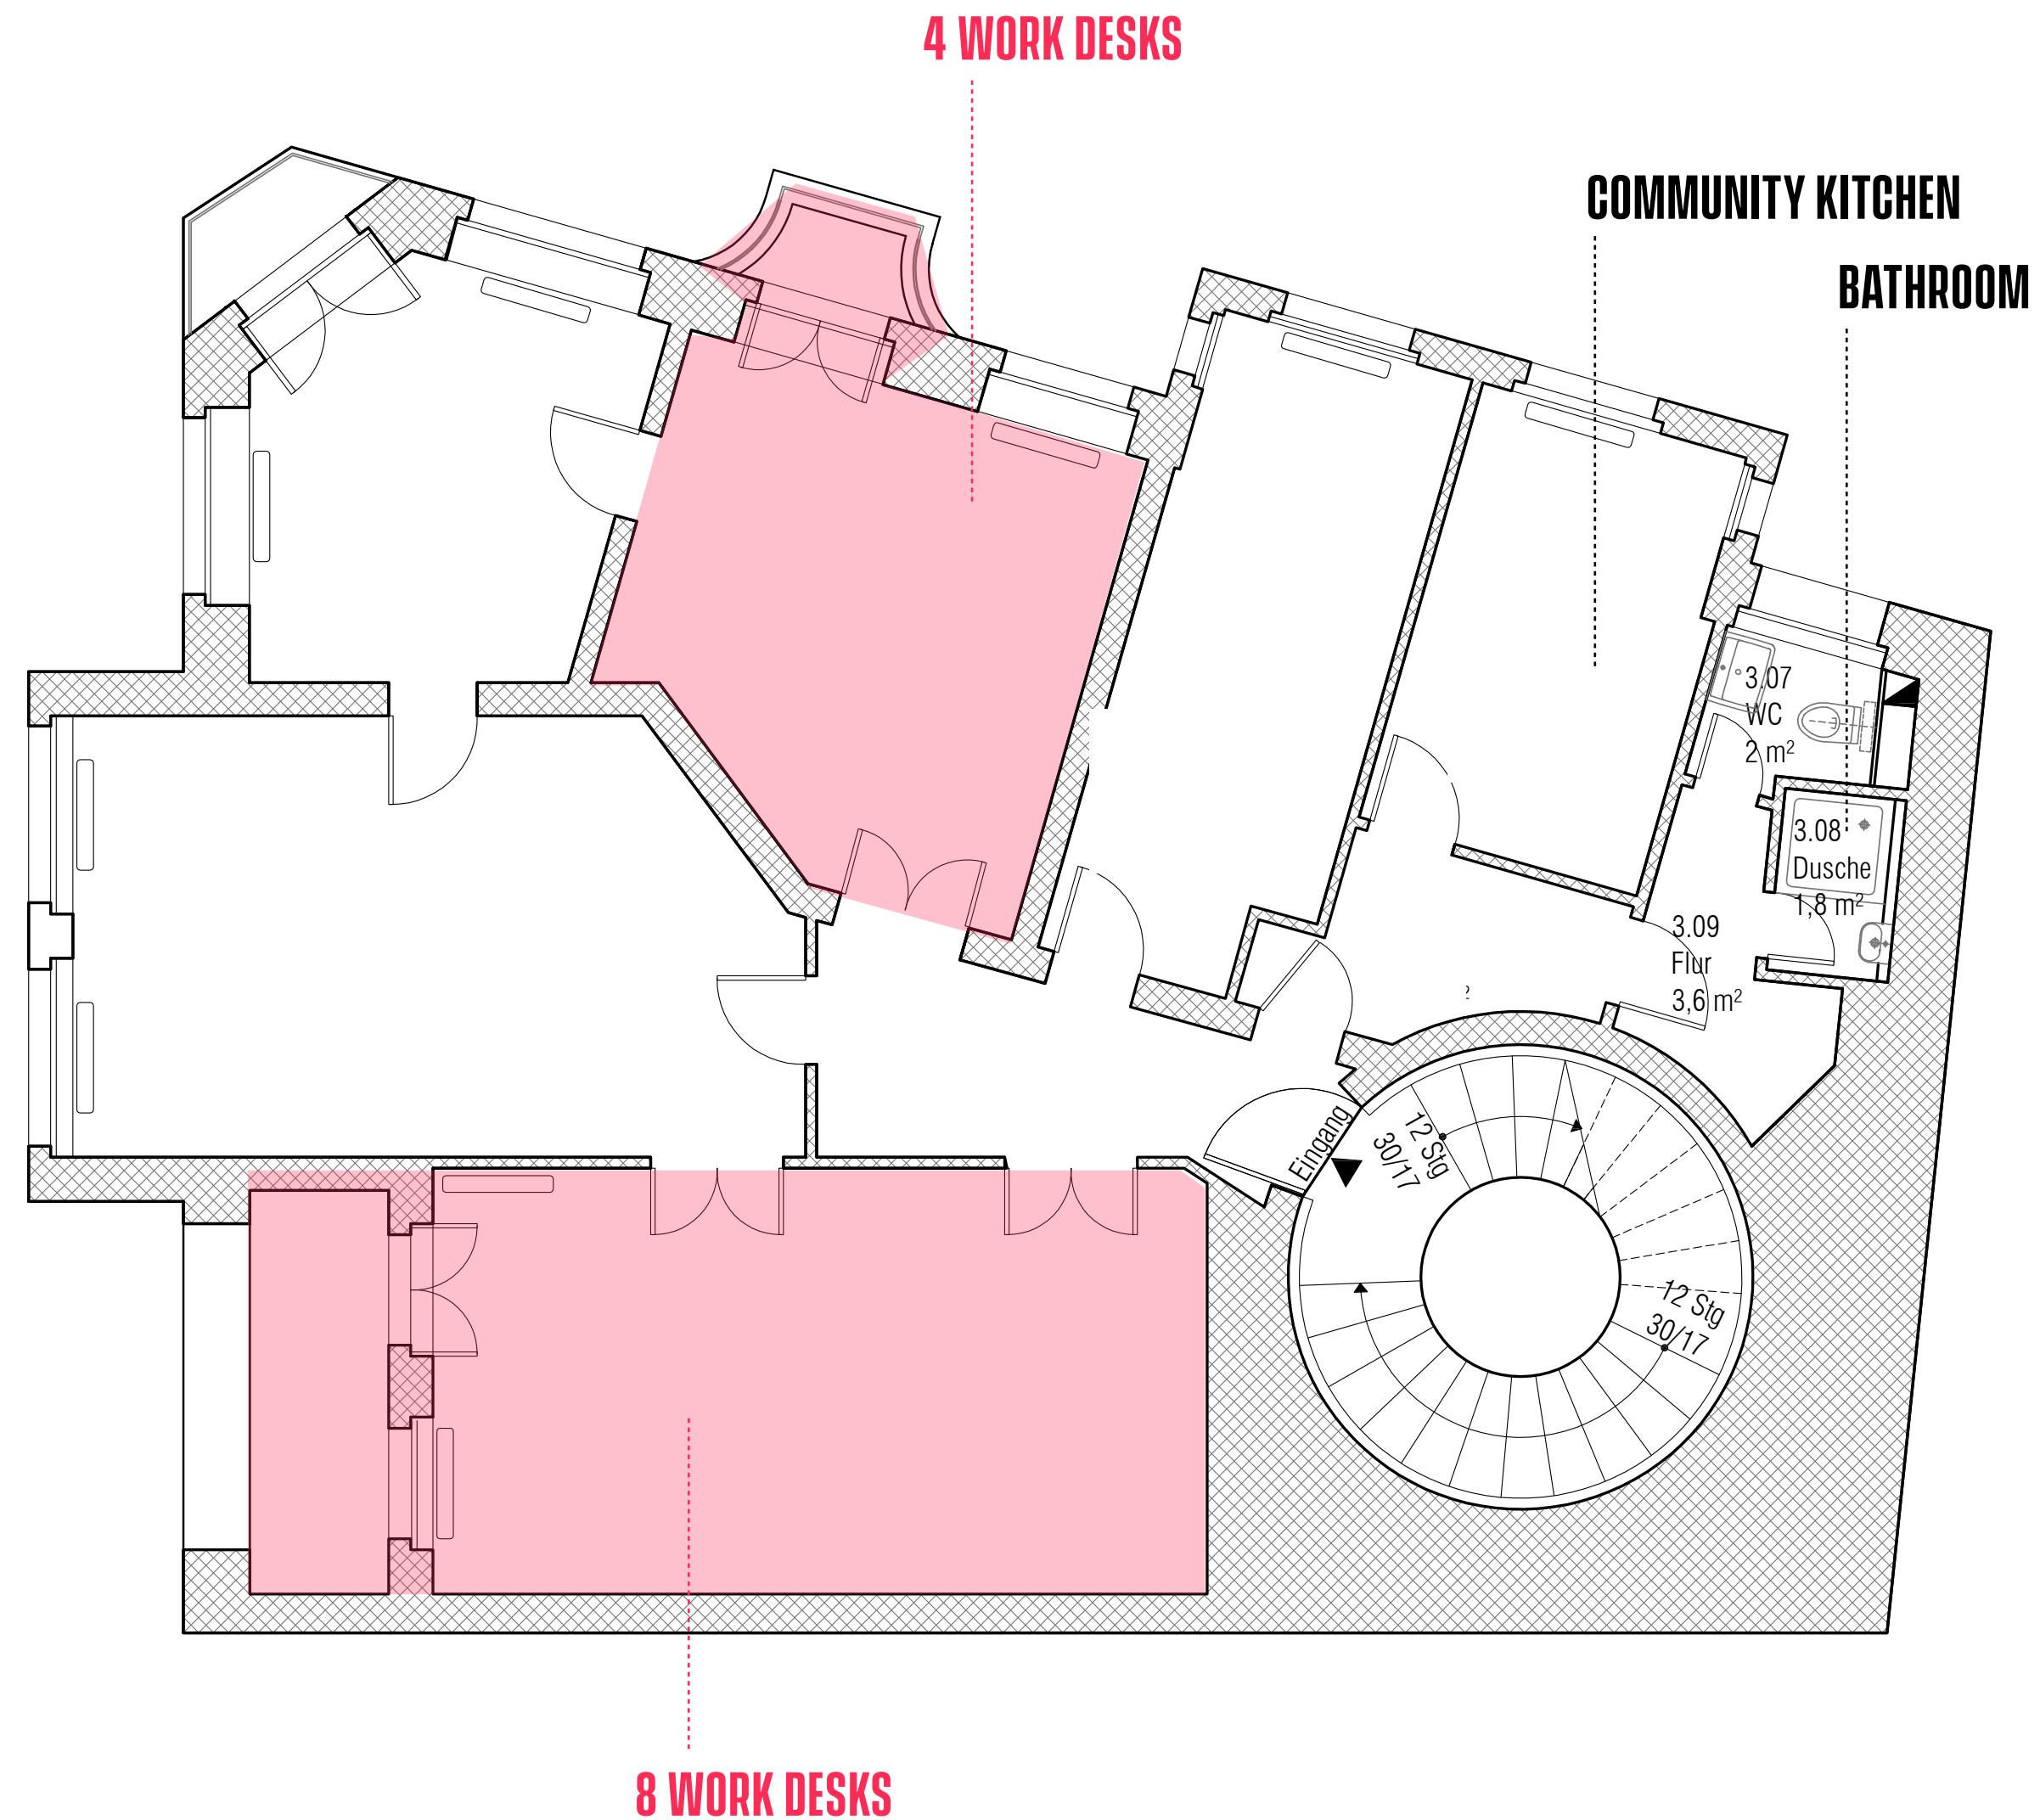 4 WORK DESKS
COMMUNITY KITCHEN
BATHROOM
3.07
WC
2 m²
3.08
Dusche
1,8 m²
3.09
Flur
3,6 m²
2
Eingang
12 Stg
30/17
12 Stg
30/17
8 WORK DESKS